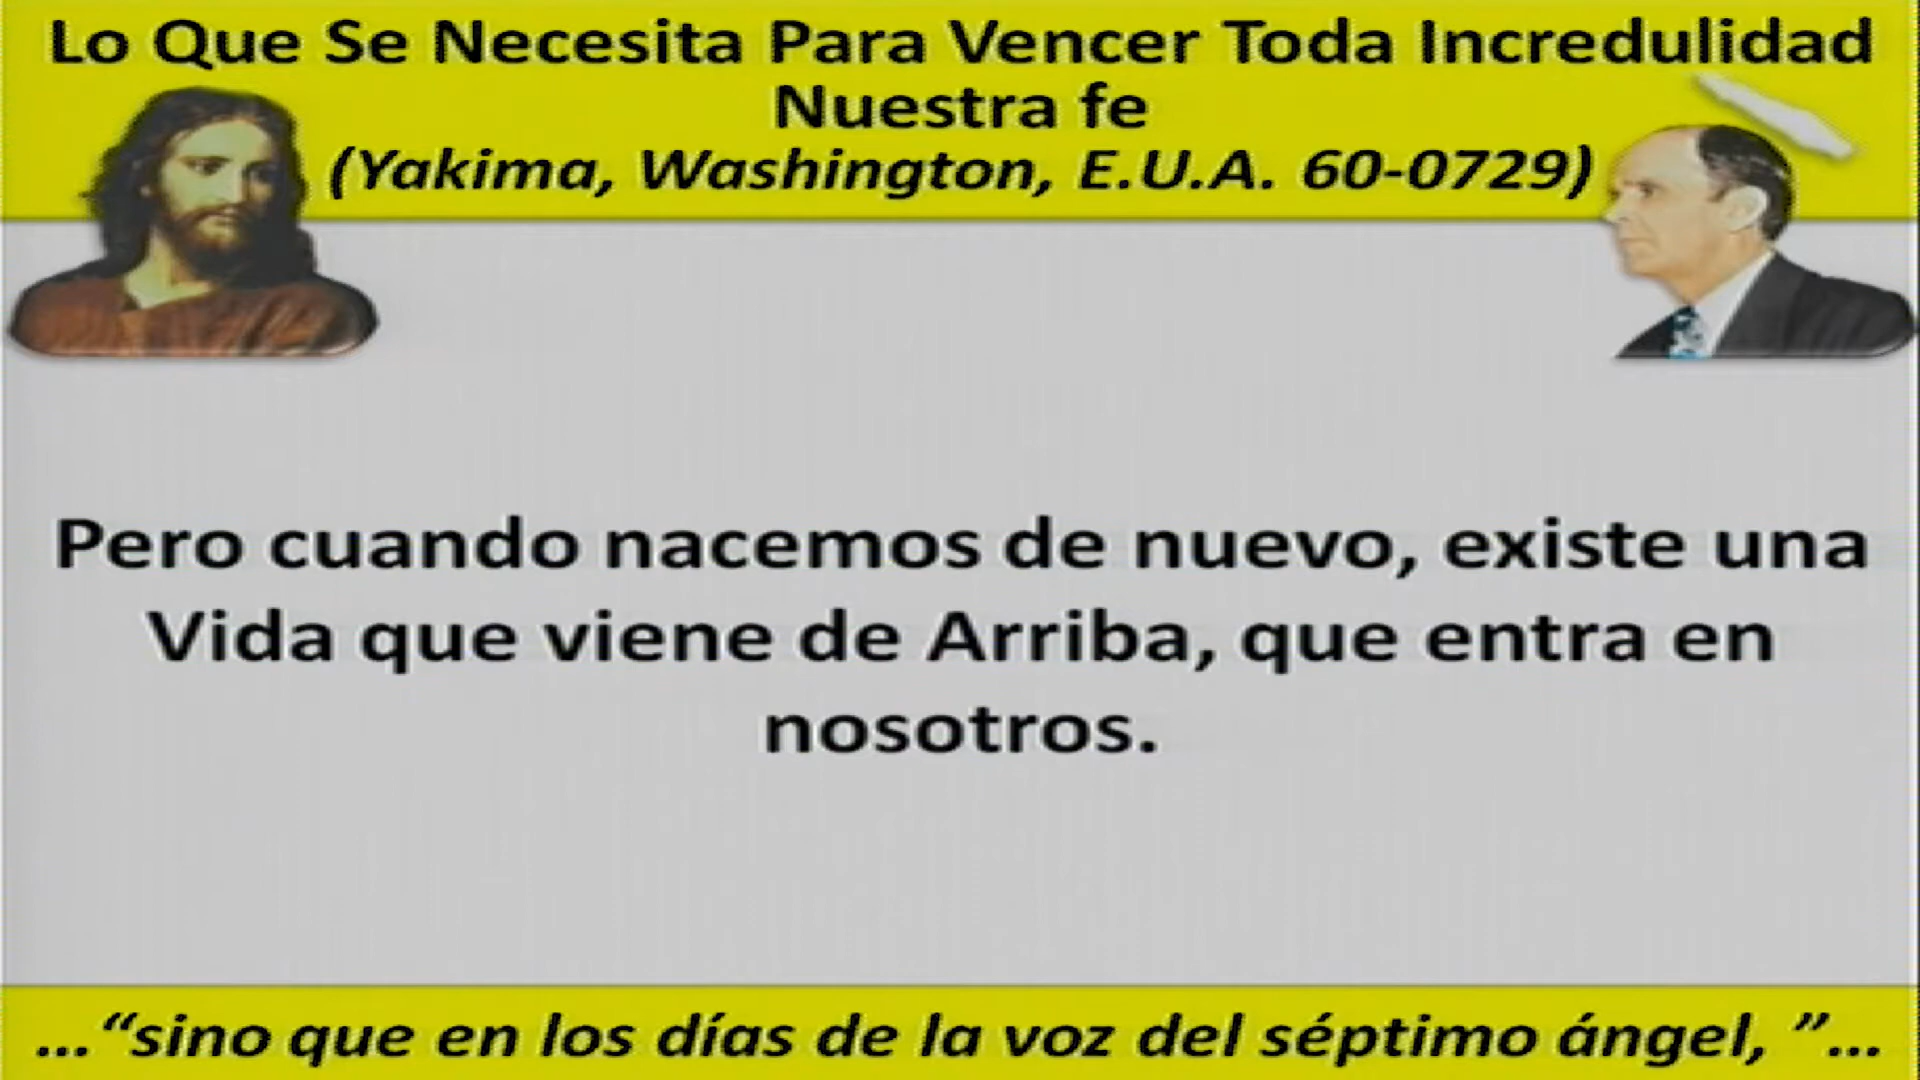 Lo Que Se Necesita Para Vencer Toda Incredulidad
Nuestra fe
(Yakima, Washington, E.U.A. 60-0729)
Pero cuando nacemos de nuevo, existe una
Vida que viene de Arriba, que entra en
nosotros.
...“sino que en los días de la voz del séptimo ángel, ”...